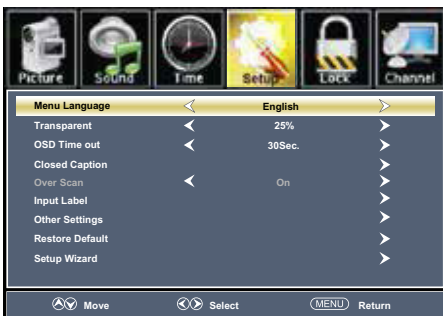 Picture Sound Time Setup Lock Channel
Menu Language English
Transparent 25%
OSD Time out 30Sec.
Closed Caption
Over Scan On
Input Label
Other Settings
Restore Default
Setup Wizard
Move Select MENU Return